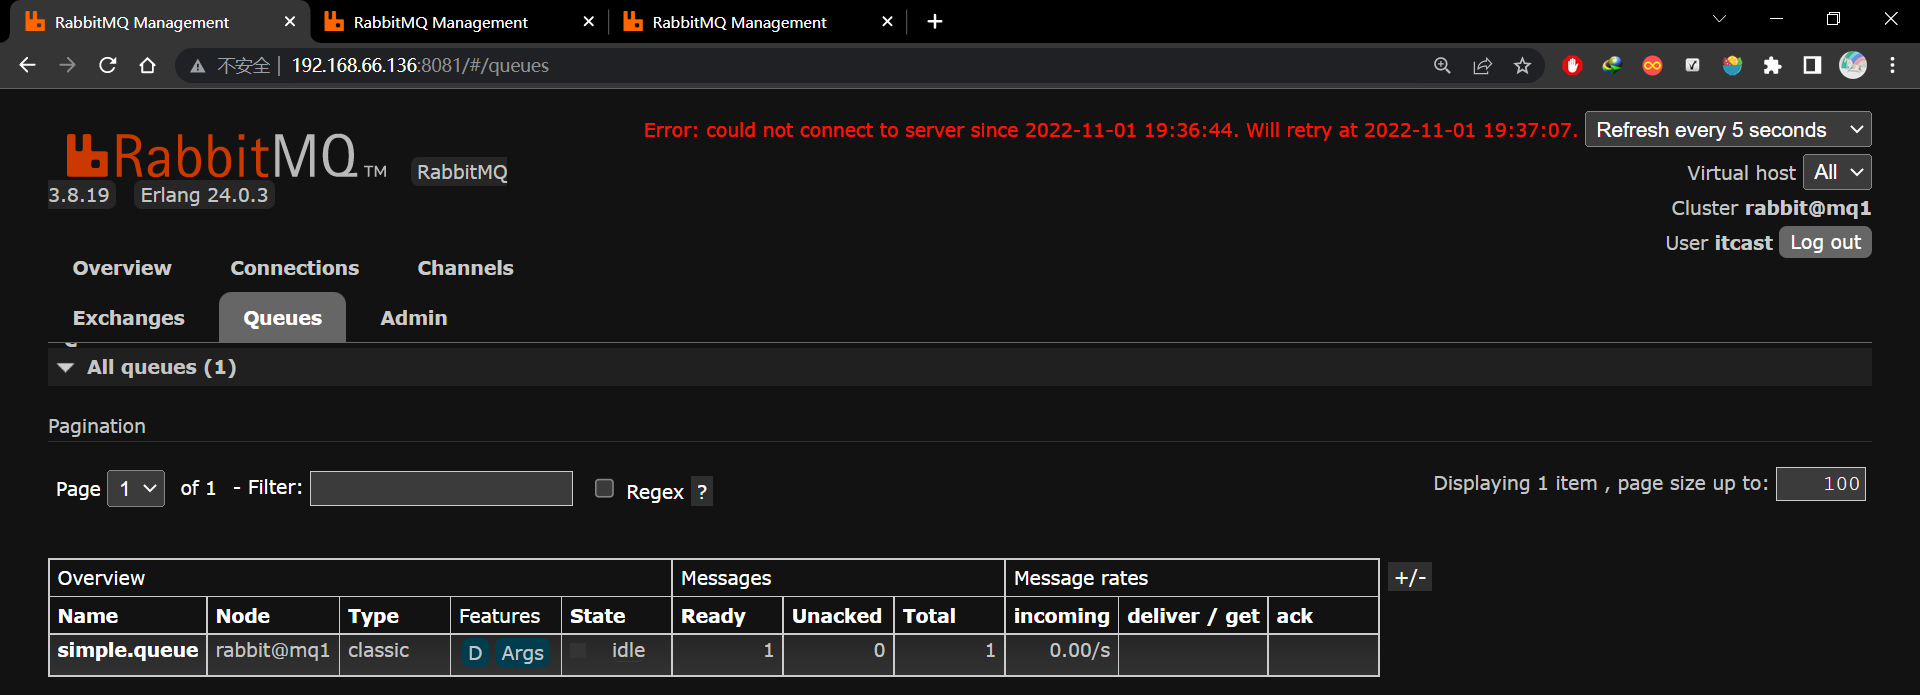 RabbitMQ Management
RabbitMQ Management
RabbitMQ Management
不安全 192.168.66.136:8081/#/queues
RabbitMQ TM
RabbitMQ
3.8.19 Erlang 24.0.3
Error: could not connect to server since 2022-11-01 19:36:44. Will retry at 2022-11-01 19:37:07.
Refresh every 5 seconds
Virtual host All
Cluster rabbit@mq1
User itcast Log out
Overview Connections Channels
Exchanges Queues Admin
All queues (1)
Pagination
Page 1 of 1 - Filter: Regex ?
Displaying 1 item , page size up to: 100
Overview Messages Message rates +/-
Name Node Type Features State Ready Unacked Total incoming deliver / get ack
simple.queue rabbit@mq1 classic D Args idle 1 0 1 0.00/s